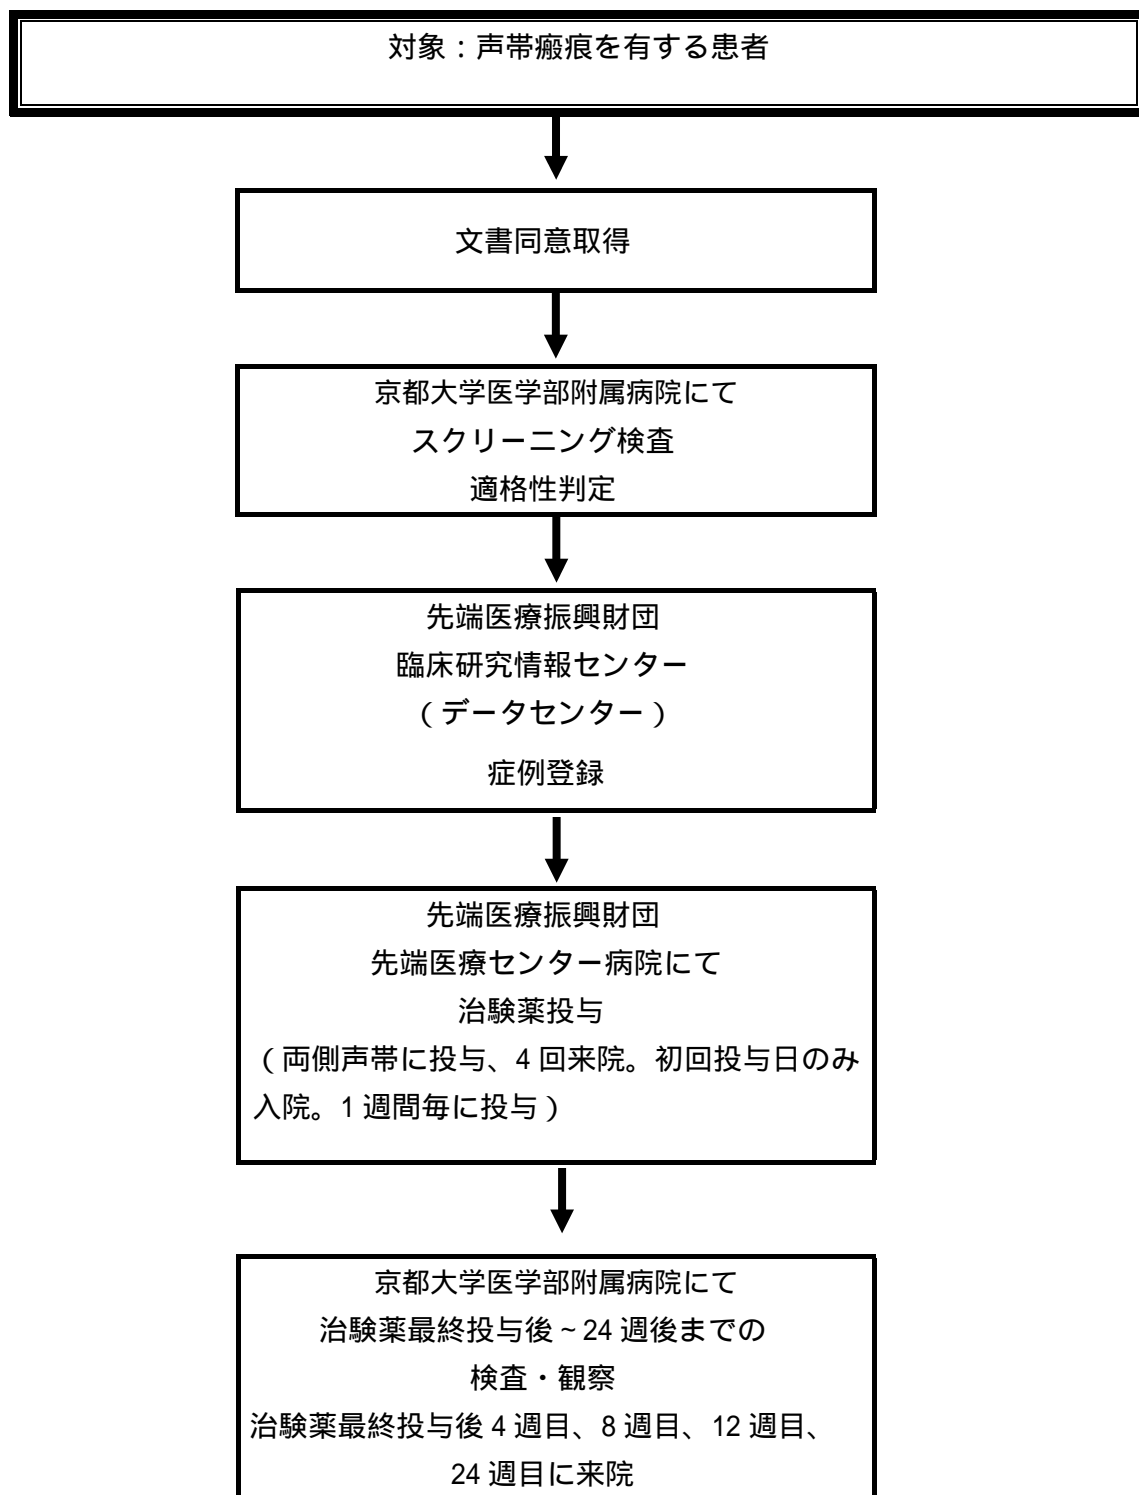 対象：声帯瘢痕を有する患者
文書同意取得
京都大学医学部附属病院にて
スクリーニング検査
適格性判定
先端医療振興財団
臨床研究情報センター
（データセンター）
症例登録
先端医療振興財団
先端医療センター病院にて
治験薬投与
（両側声帯に投与、4 回来院。初回投与日のみ
入院。1 週間毎に投与）
京都大学医学部附属病院にて
治験薬最終投与後～24 週後までの
検査・観察
治験薬最終投与後 4 週目、8 週目、12 週目、
24 週目に来院